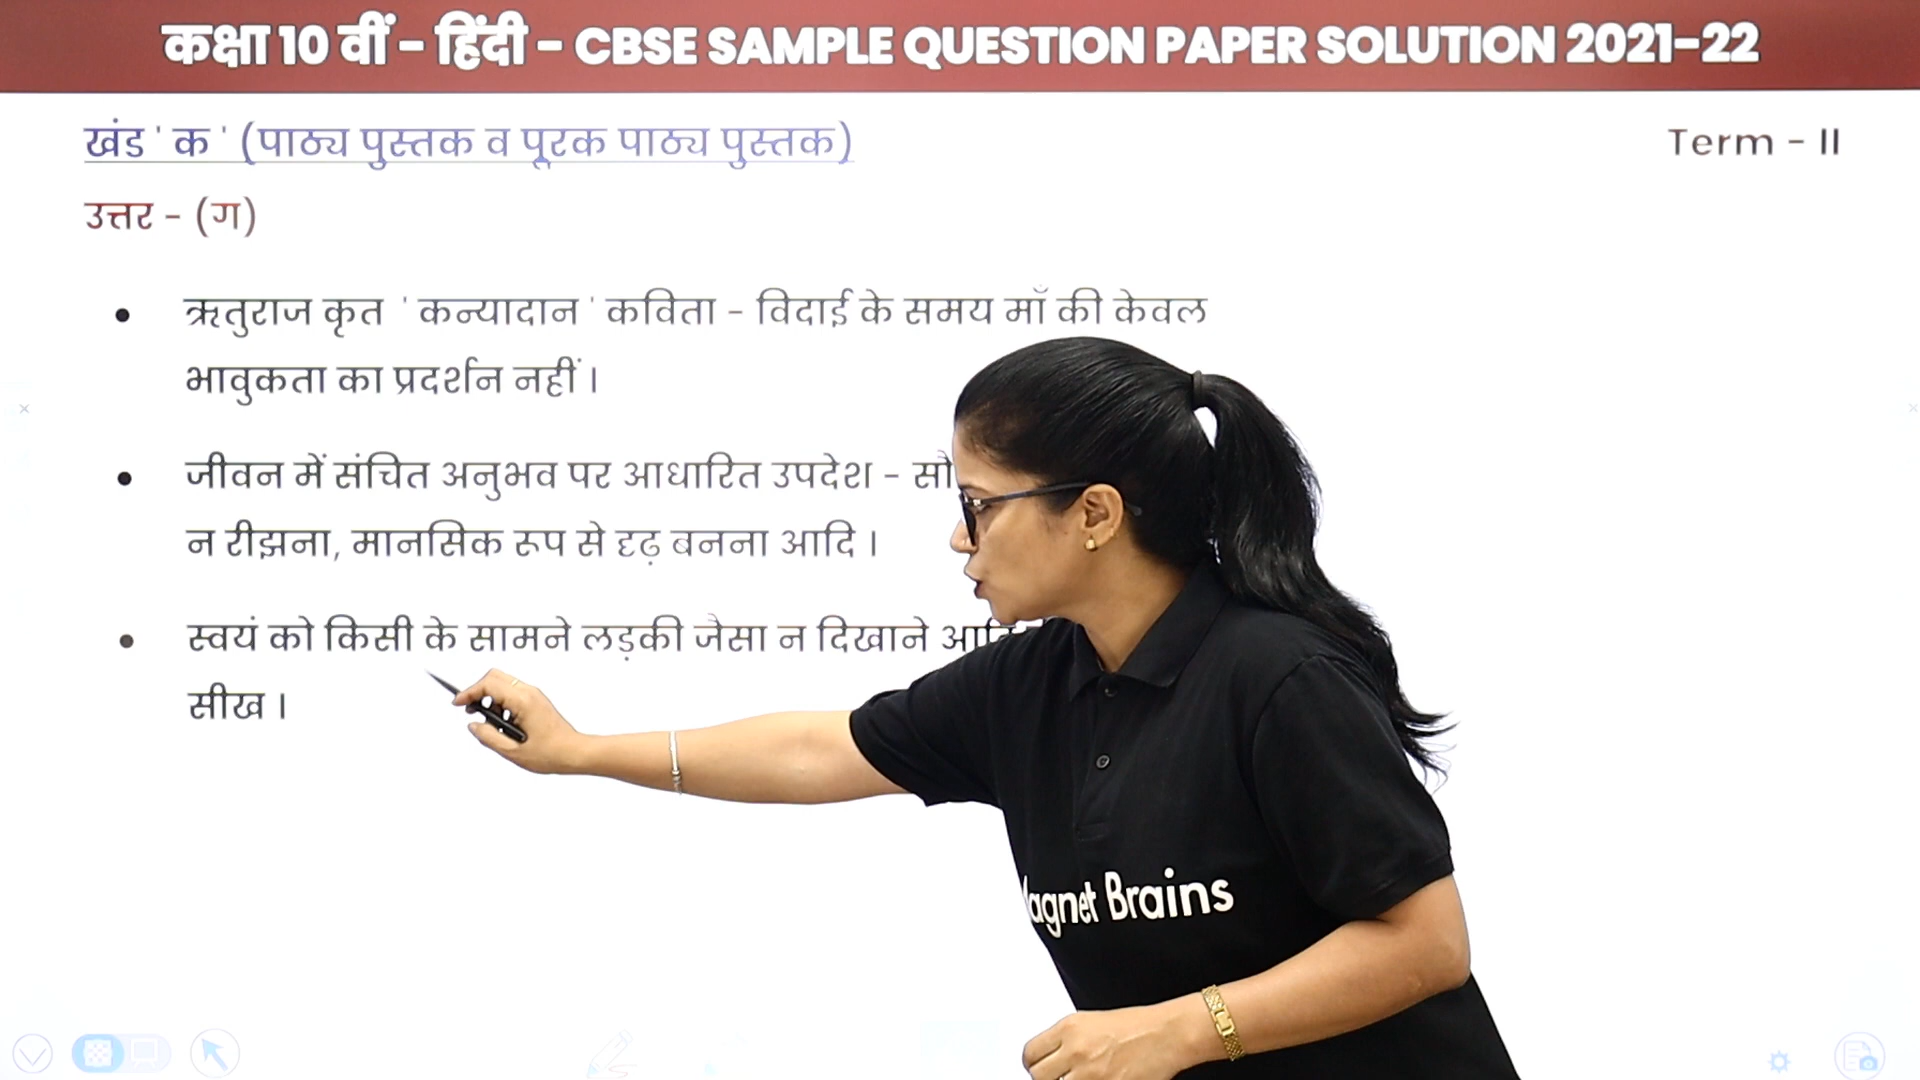 कक्षा 10 वीं - हिंदी - CBSE SAMPLE QUESTION PAPER SOLUTION 2021-22
खंड ' क ' (पाठ्य पुस्तक व पूरक पाठ्य पुस्तक)
Term - II
उत्तर - (ग)
ऋतुराज कृत ' कन्यादान ' कविता - विदाई के समय माँ की केवल
भावुकता का प्रदर्शन नहीं ।
जीवन में संचित अनुभव पर आधारित उपदेश -
न रीझना, मानसिक रूप से दृढ़ बनना आदि ।
स्वयं को किसी के सामने लड़की जैसा न दिखाने
सीख ।
Brains